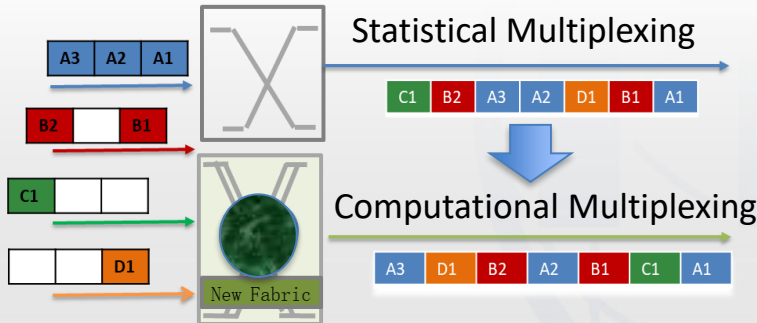 Statistical Multiplexing
A3 A2 A1
C1 B2 A3 A2 D1 B1 A1
B2 B1
C1
Computational Multiplexing
D1
A3 D1 B2 A2 B1 C1 A1
New Fabric